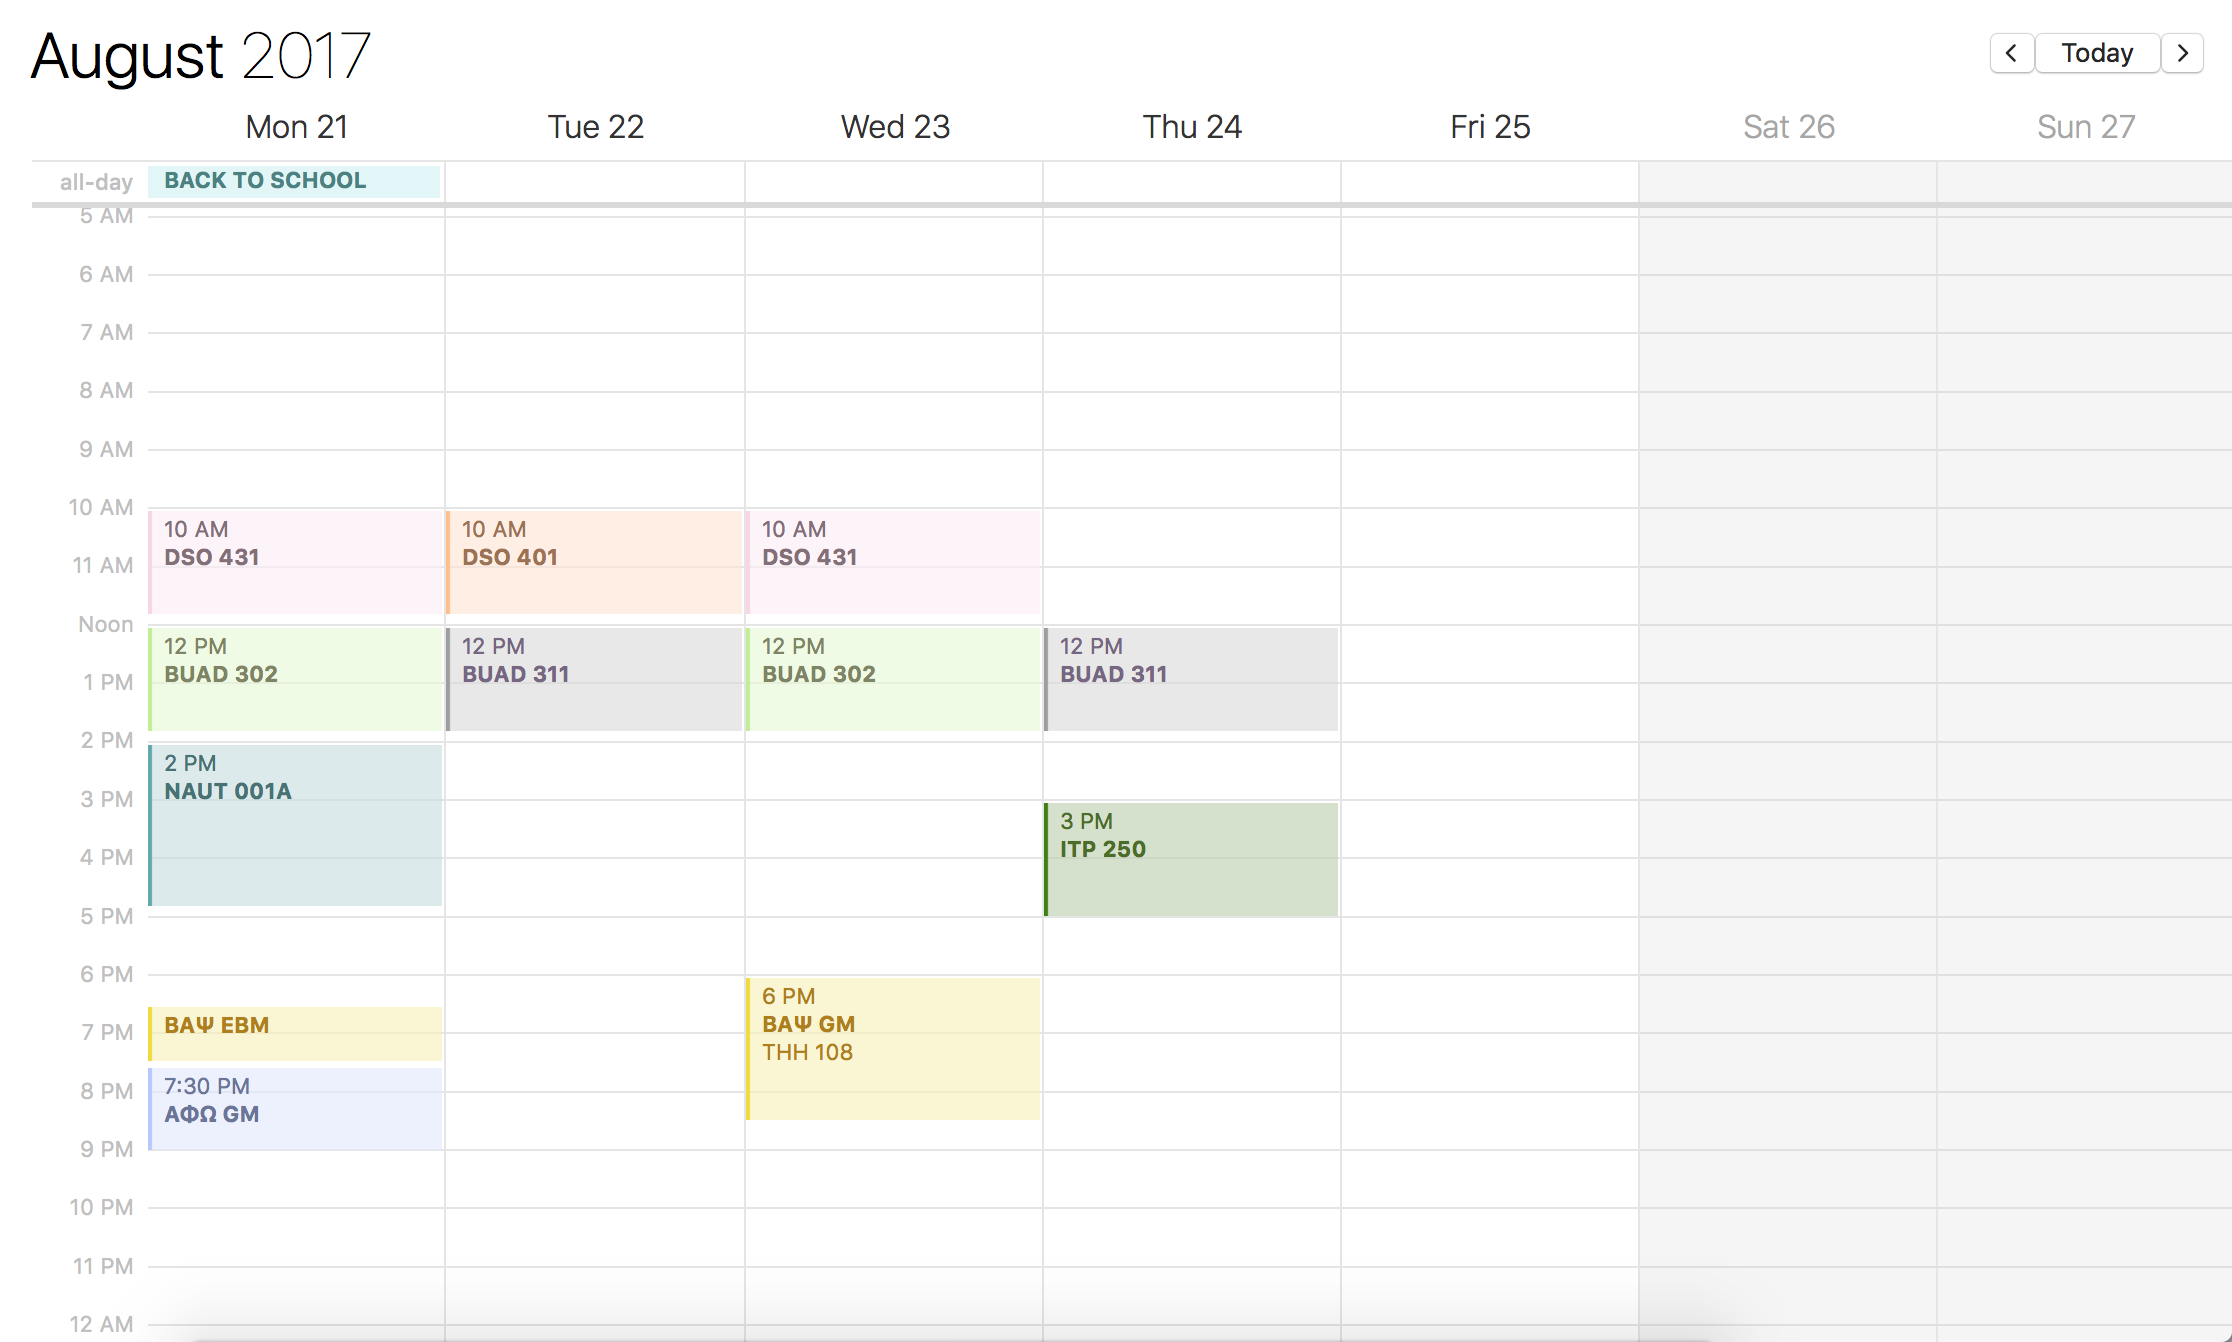 August 2017
< Today >
Mon 21 Tue 22 Wed 23 Thu 24 Fri 25 Sat 26 Sun 27
all-day BACK TO SCHOOL
5 AM
6 AM
7 AM
8 AM
9 AM
10 AM
11 AM
Noon
1 PM
2 PM
3 PM
4 PM
5 PM
6 PM
7 PM
8 PM
9 PM
10 PM
11 PM
12 AM
10 AM
DSO 431
12 PM
BUAD 302
2 PM
NAUT 001A
ΒΑΨ EBM
7:30 PM
ΑΦΩ GM
10 AM
DSO 401
12 PM
BUAD 311
10 AM
DSO 431
12 PM
BUAD 302
6 PM
ΒΑΨ GM
THH 108
12 PM
BUAD 311
3 PM
ITP 250